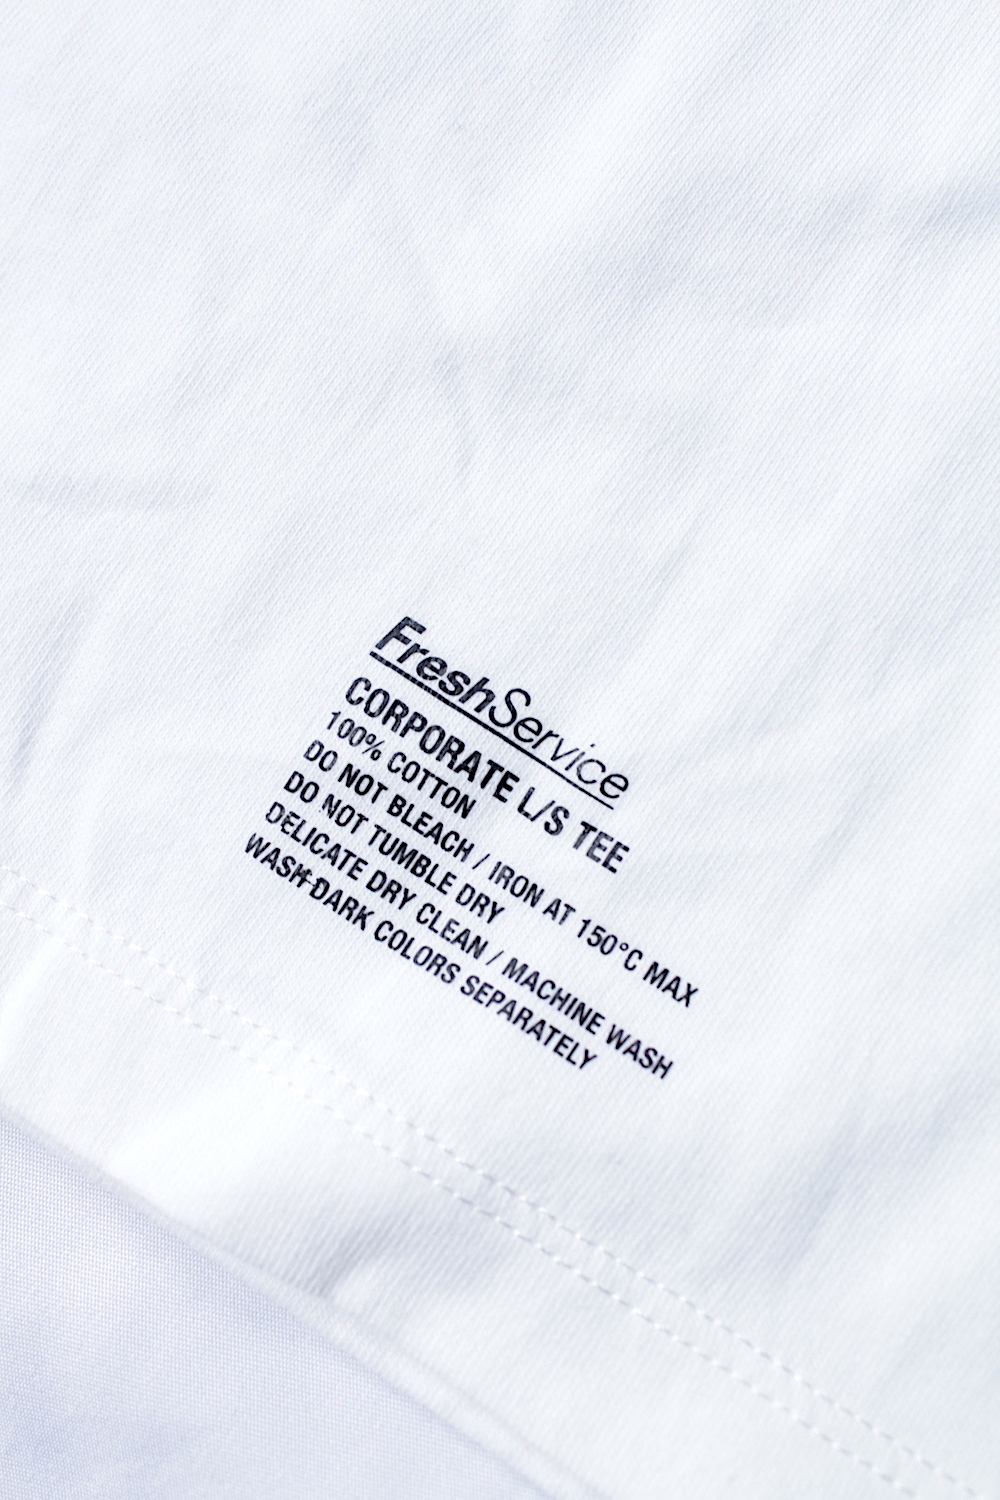 FreshService
CORPORATE L/S TEE
100% COTTON
DO NOT BLEACH / IRON AT 150°C MAX
DO NOT TUMBLE DRY
DELICATE DRY CLEAN / MACHINE WASH
WASH DARK COLORS SEPARATELY